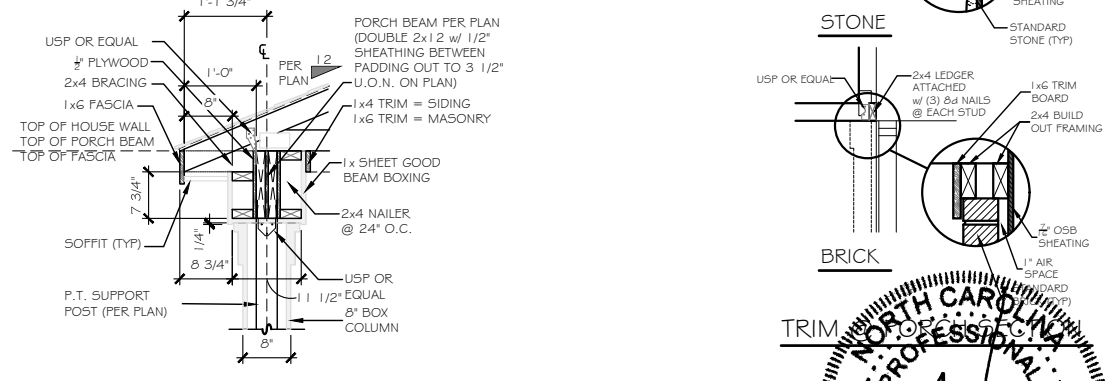 1'-1 3/4"
USP OR EQUAL
½" PLYWOOD
2x4 BRACING
1x6 FASCIA
TOP OF HOUSE WALL
TOP OF PORCH BEAM
TOP OF FASCIA
1'-0"
8"
7 3/4"
SOFFIT (TYP)
1/4"
8 3/4"
P.T. SUPPORT
POST (PER PLAN)
8"
PER
PLAN
12
PORCH BEAM PER PLAN
(DOUBLE 2x12 w/ 1/2"
SHEATHING BETWEEN
PADDING OUT TO 3 1/2"
U.O.N. ON PLAN)
1x4 TRIM = SIDING
1x6 TRIM = MASONRY
1x SHEET GOOD
BEAM BOXING
2x4 NAILER
@ 24" O.C.
USP OR
EQUAL
11 1/2"
8" BOX
COLUMN
STONE
SHEATING
STANDARD
STONE (TYP)
USP OR EQUAL
2x4 LEDGER
ATTACHED
w/ (3) 8d NAILS
@ EACH STUD
1x6 TRIM
BOARD
2x4 BUILD
OUT FRAMING
OSB
SHEATING
1" AIR
SPACE
STANDARD
BRICK (TYP)
BRICK
TRIM @ PORCH SECTION
NORTH CAROLINA
PROFESSIONAL